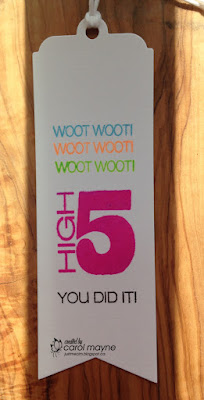 WOOT WOOT!
WOOT WOOT!
WOOT WOOT!
HIGH 5
YOU DID IT!
created by
carol mayne